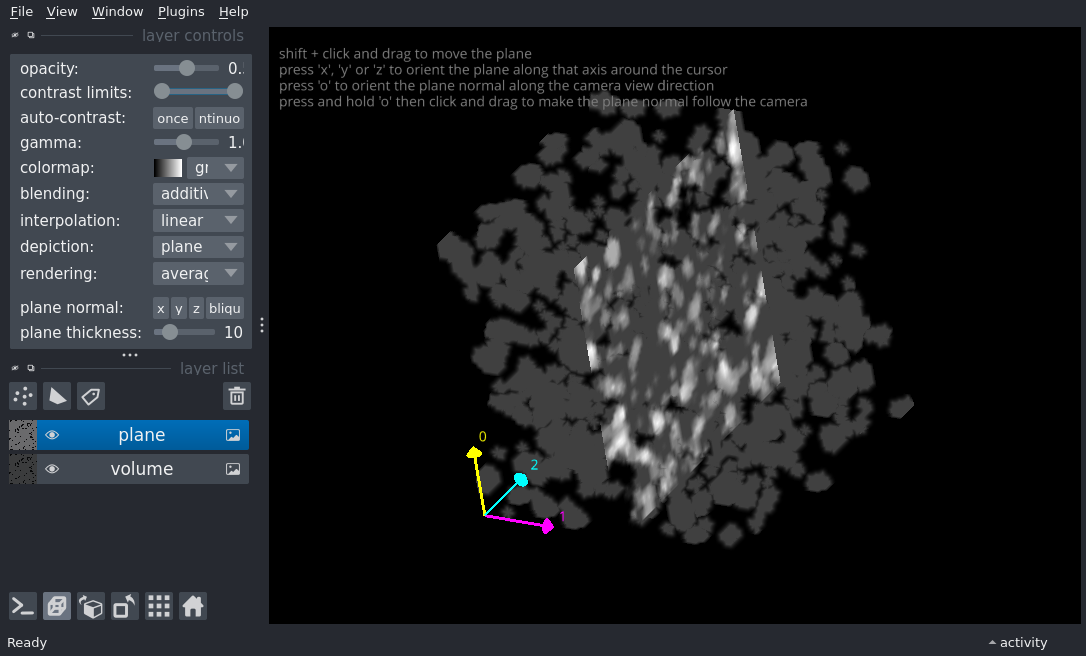 File View Window Plugins Help
layer controls
opacity: 0.
contrast limits:
auto-contrast: once ntinuo
gamma: 1.
colormap: gr
blending: additiv
interpolation: linear
depiction: plane
rendering: averag
plane normal: x y z bliqu
plane thickness: 10
layer list
plane
volume
Ready
shift + click and drag to move the plane
press 'x', 'y' or 'z' to orient the plane along that axis around the cursor
press 'o' to orient the plane normal along the camera view direction
press and hold 'o' then click and drag to make the plane normal follow the camera
0
2
1
activity